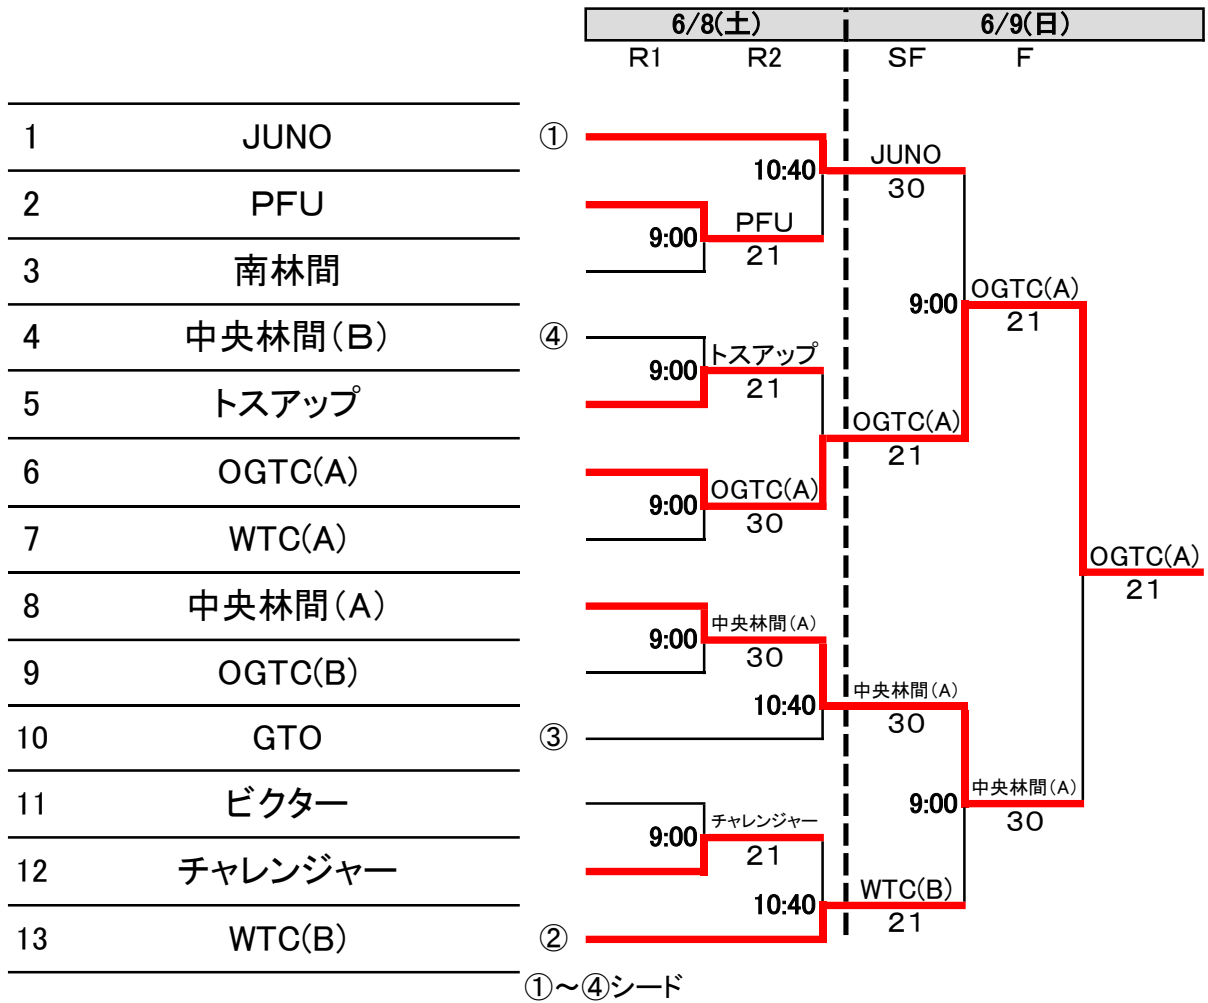 6/8(土) 6/9(日)
R1 R2 SF F
1 JUNO ①
10:40 JUNO
30
2 PFU
9:00 PFU
21
3 南林間
9:00 OGTC(A)
21
4 中央林間(B) ④
9:00 トスアップ
21
5 トスアップ
OGTC(A)
21
6 OGTC(A)
9:00 OGTC(A)
30
7 WTC(A)
OGTC(A)
21
8 中央林間(A)
9:00 中央林間(A)
30
9 OGTC(B)
10:40 中央林間(A)
30
10 GTO ③
11 ビクター
9:00 中央林間(A)
30
9:00 チャレンジャー
21
12 チャレンジャー
10:40 WTC(B)
21
13 WTC(B) ②
①～④シード